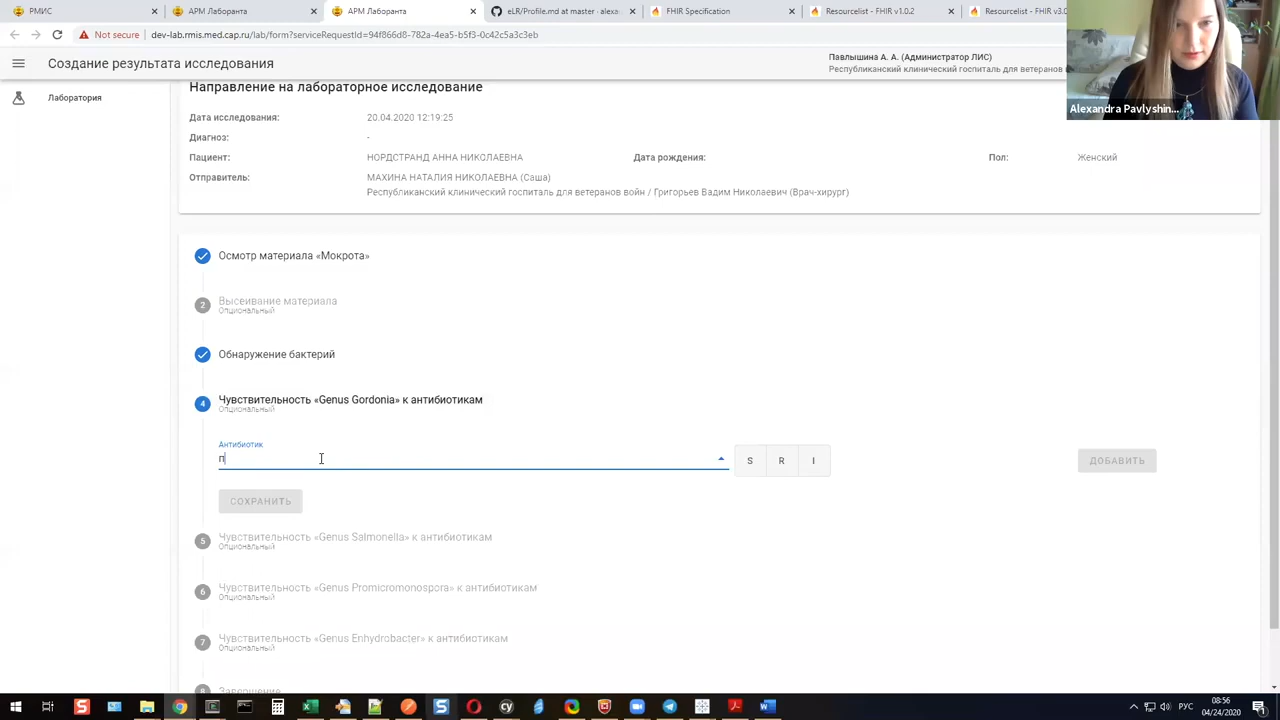 РМИС
АРМ Лаборанта
АРМ Лаборанта
eLR/Profile.md at master · alexa
FHIR Specification
Resourcelist - FHIR v1.0.2
Resourcelist - FHIR v3.0
Not secure
dev-lab.rmis.med.cap.ru/lab/form?serviceRequestId=94f866d8-782a-4ea5-b5f3-0c42c5a3c3eb
Создание результата исследования
Павлышина А. А. (Администратор ЛИС)
Республиканский клинический госпиталь для ветеранов
Alexandra Pavlyshin...
Лаборатория
Направление на лабораторное исследование
Дата исследования: 20.04.2020 12:19:25
Диагноз: -
Пациент: НОРДСТРАНД АННА НИКОЛАЕВНА Дата рождения: Пол: Женский
Отправитель: МАХИНА НАТАЛИЯ НИКОЛАЕВНА (Саша)
Республиканский клинический госпиталь для ветеранов войн / Григорьев Вадим Николаевич (Врач-хирург)
Осмотр материала «Мокрота»
2 Высеивание материала
Опциональный
Обнаружение бактерий
4 Чувствительность «Genus Gordonia» к антибиотикам
Опциональный
Антибиотик
п
S R I
ДОБАВИТЬ
СОХРАНИТЬ
5 Чувствительность «Genus Salmonella» к антибиотикам
Опциональный
6 Чувствительность «Genus Promicromonospora» к антибиотикам
Опциональный
7 Чувствительность «Genus Enhydrobacter» к антибиотикам
Опциональный
8 Завершение
РУС
08:56
04/24/2020